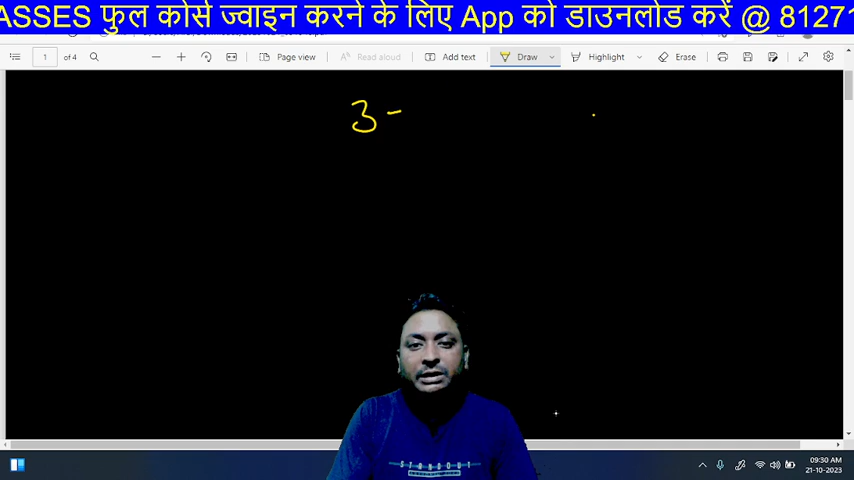 ASSES फुल कोर्स ज्वाइन करने के लिए App को डाउनलोड करें @ 81271
1 of 4 Page view Read aloud Add text Draw Highlight Erase
3 -
09:30 AM
21-10-2023